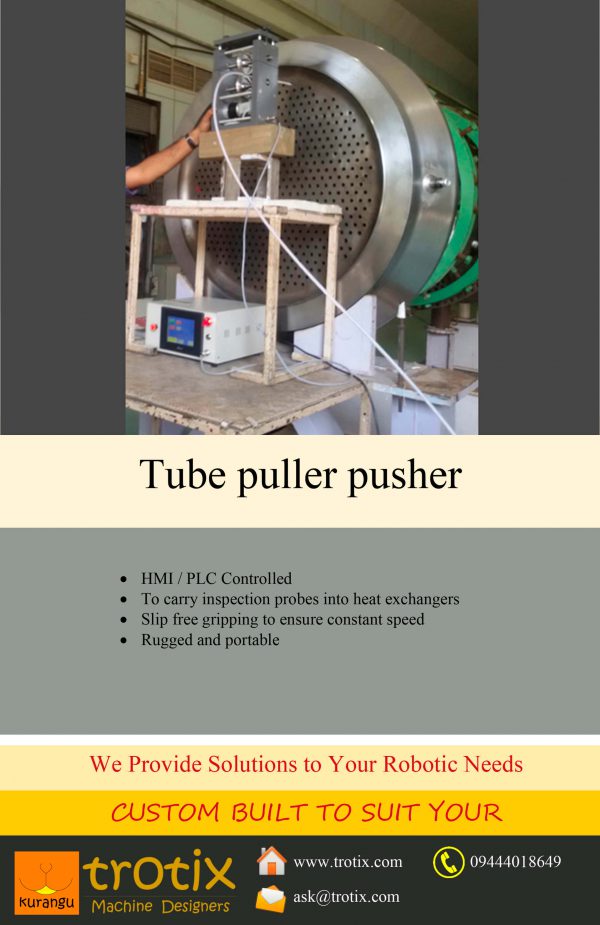 Tube puller pusher
• HMI / PLC Controlled
• To carry inspection probes into heat exchangers
• Slip free gripping to ensure constant speed
• Rugged and portable
We Provide Solutions to Your Robotic Needs
CUSTOM BUILT TO SUIT YOUR
kurangu
trotix
Machine Designers
www.trotix.com
09444018649
ask@trotix.com